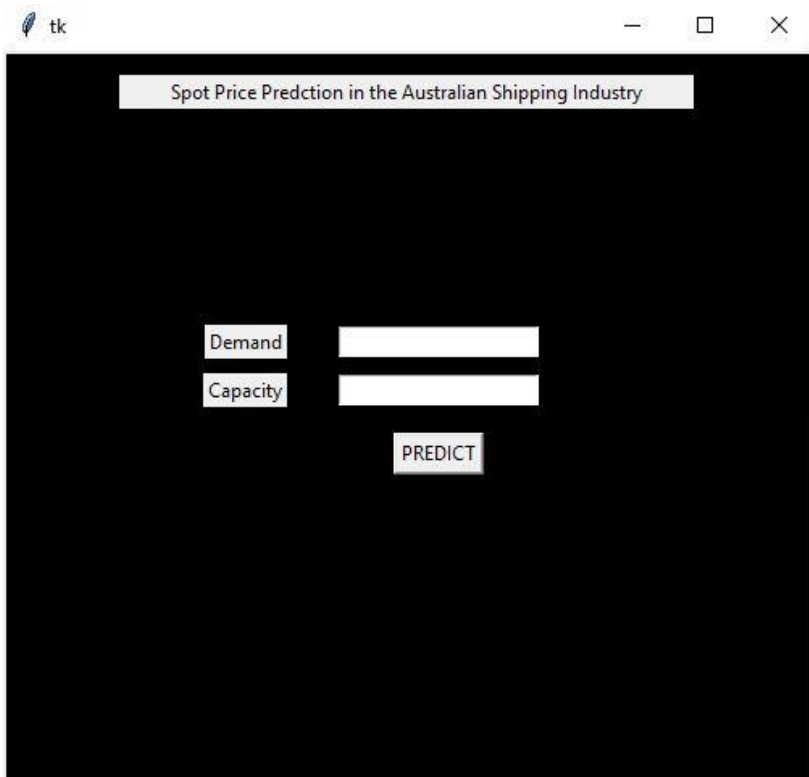 tk
Spot Price Predction in the Australian Shipping Industry
Demand
Capacity
PREDICT